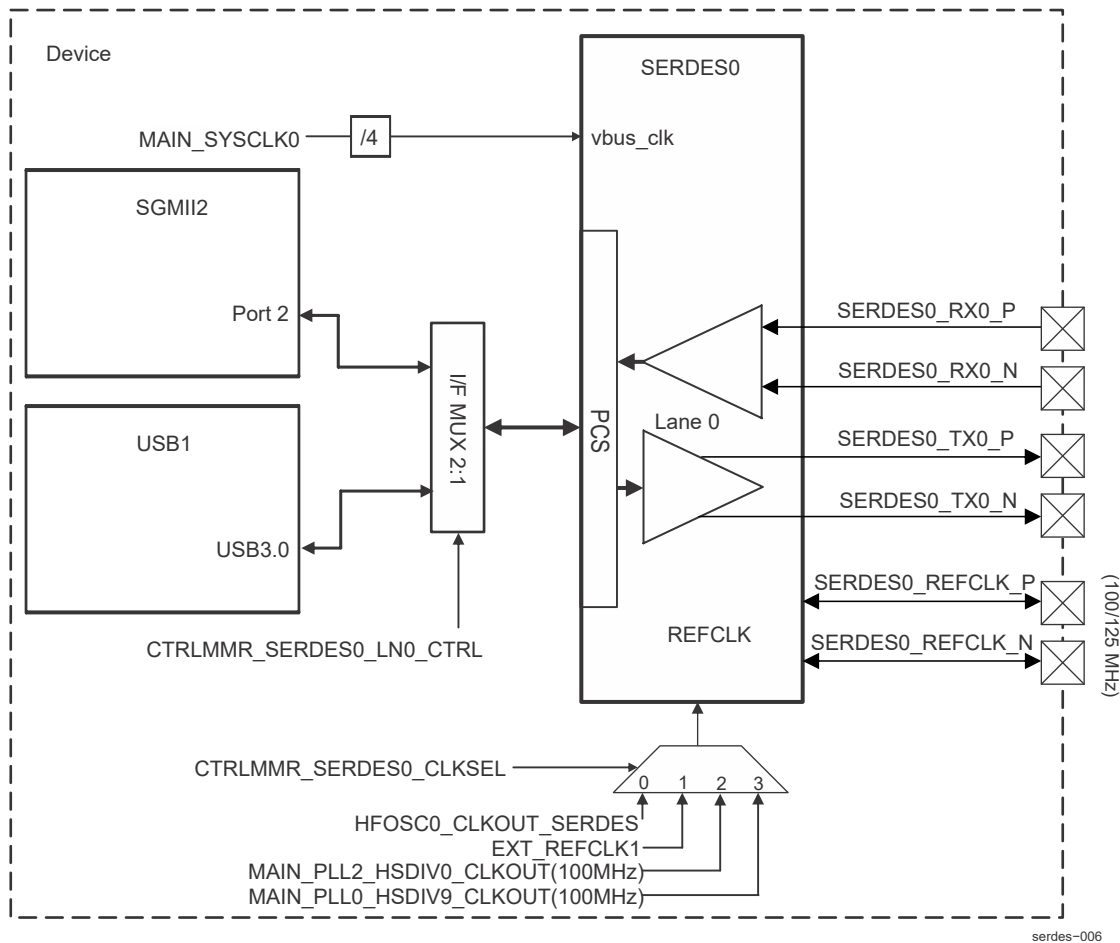 Device
SERDES0
MAIN_SYSCLK0
/4
vbus_clk
SGMII2
Port 2
USB1
USB3.0
I/F MUX 2:1
CTRLMMR_SERDES0_LN0_CTRL
PCS
Lane 0
REFCLK
SERDES0_RX0_P
SERDES0_RX0_N
SERDES0_TX0_P
SERDES0_TX0_N
SERDES0_REFCLK_P
SERDES0_REFCLK_N
(100/125 MHz)
CTRLMMR_SERDES0_CLKSEL
0 1 2 3
HFOSC0_CLKOUT_SERDES
EXT_REFCLK1
MAIN_PLL2_HSDIV0_CLKOUT(100MHz)
MAIN_PLL0_HSDIV9_CLKOUT(100MHz)
serdes−006